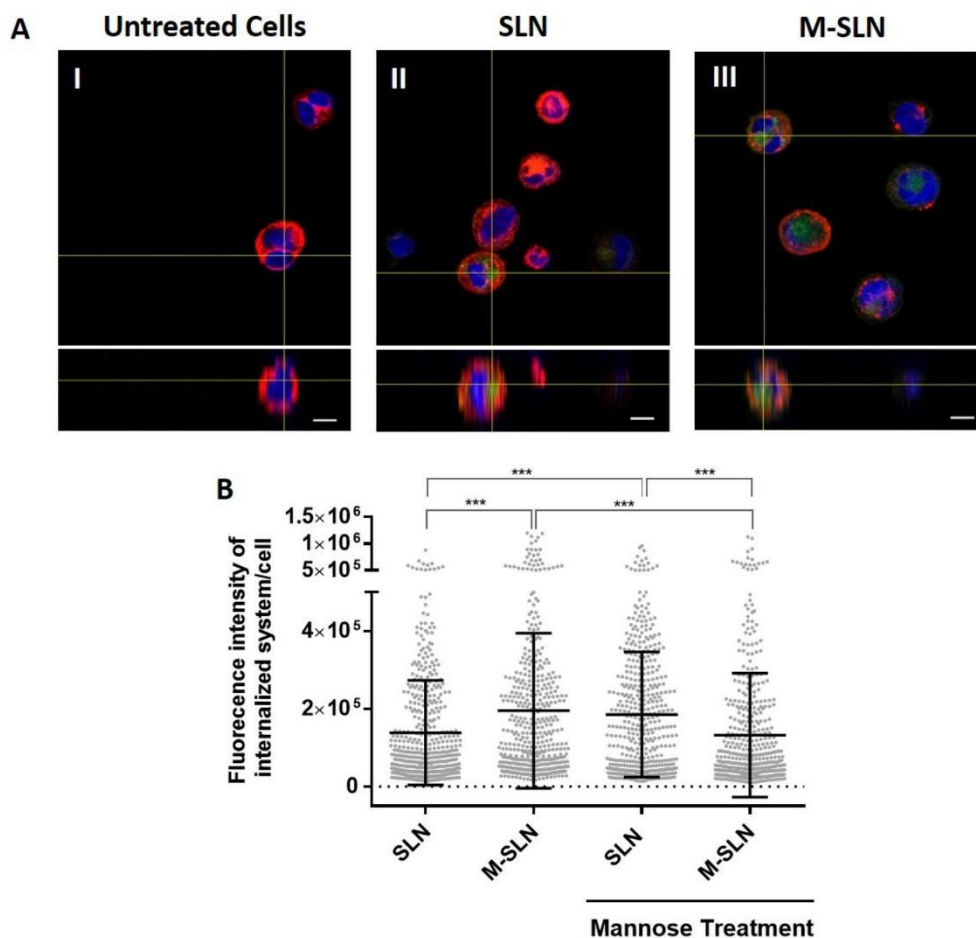 A
Untreated Cells
SLN
M-SLN
I
II
III
B
***
***
***
***
Fluorecence intensity of
internalized system/cell
1.5×10⁶
1×10⁶
5×10⁵
4×10⁵
2×10⁵
0
SLN
M-SLN
SLN
M-SLN
Mannose Treatment